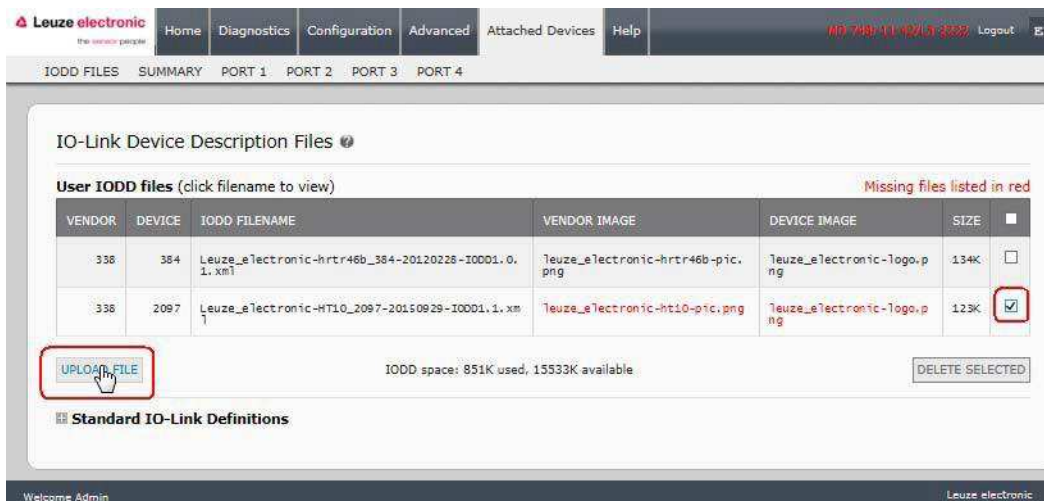 Leuze electronic
the sensor people
Home Diagnostics Configuration Advanced Attached Devices Help
Logout
IODD FILES SUMMARY PORT 1 PORT 2 PORT 3 PORT 4
IO-Link Device Description Files
User IODD files (click filename to view)
Missing files listed in red
VENDOR DEVICE IODD FILENAME VENDOR IMAGE DEVICE IMAGE SIZE
338 384 Leuze_electronic-hrtr46b_384-20120228-IODD1.0.
1.xml
leuze_electronic-hrtr46b-pic.
png
leuze_electronic-logo.p
ng
134K
338 2097 Leuze_electronic-HT10_2097-20150929-IODD1.1.xm
l
leuze_electronic-ht10-pic.png
leuze_electronic-logo.p
ng
123K
UPLOAD FILE
IODD space: 851K used, 15533K available
DELETE SELECTED
Standard IO-Link Definitions
Welcome Admin
Leuze electronic